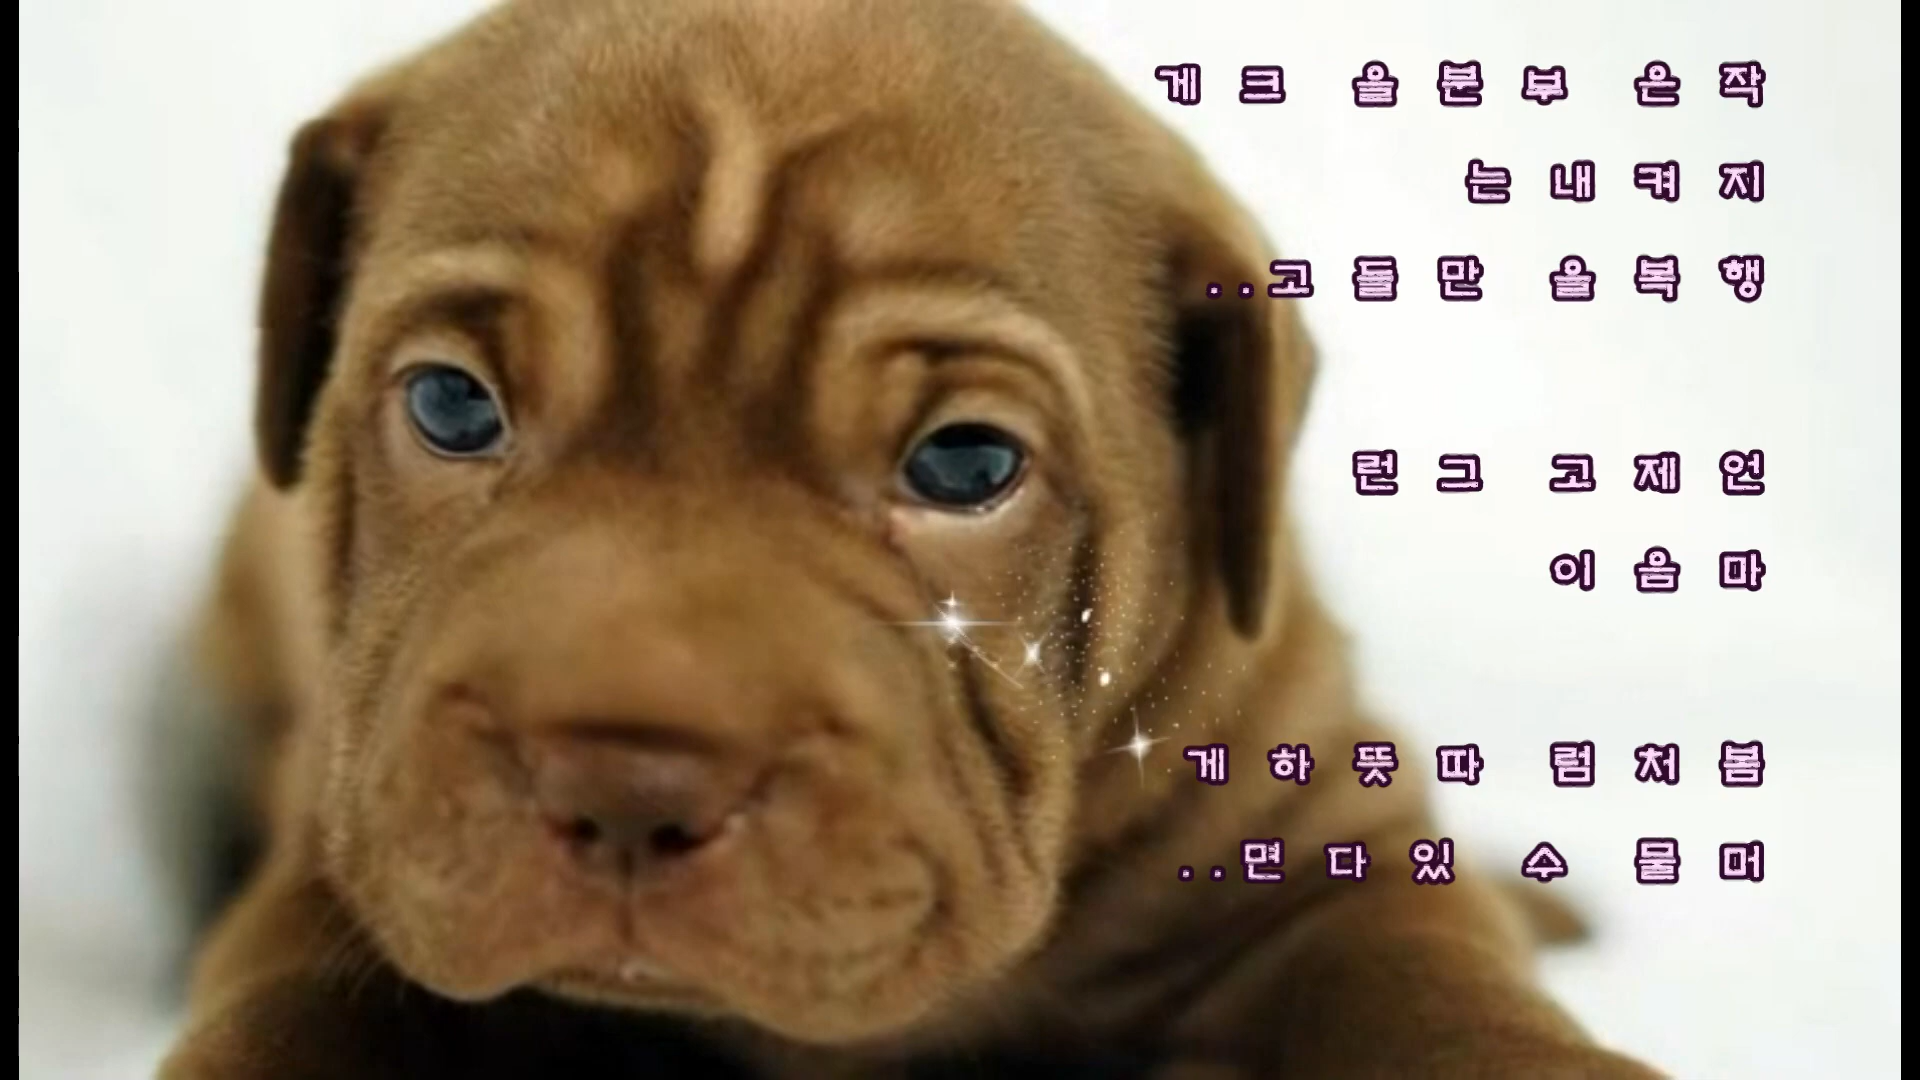 작은 부분을 크게
지켜내는
행복을 만들고..
언제고 그런
마음이
봄처럼 따뜻하게
머물 수 있다면..